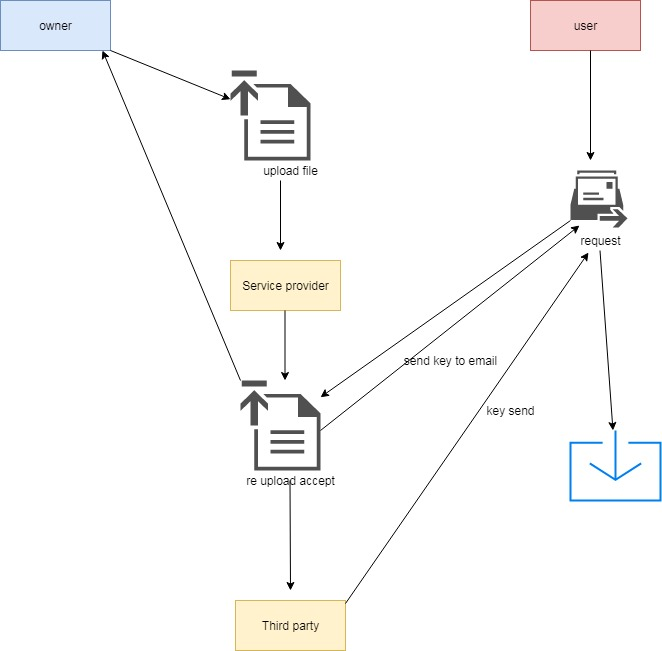 owner
user
upload file
request
Service provider
send key to email
key send
re upload accept
Third party